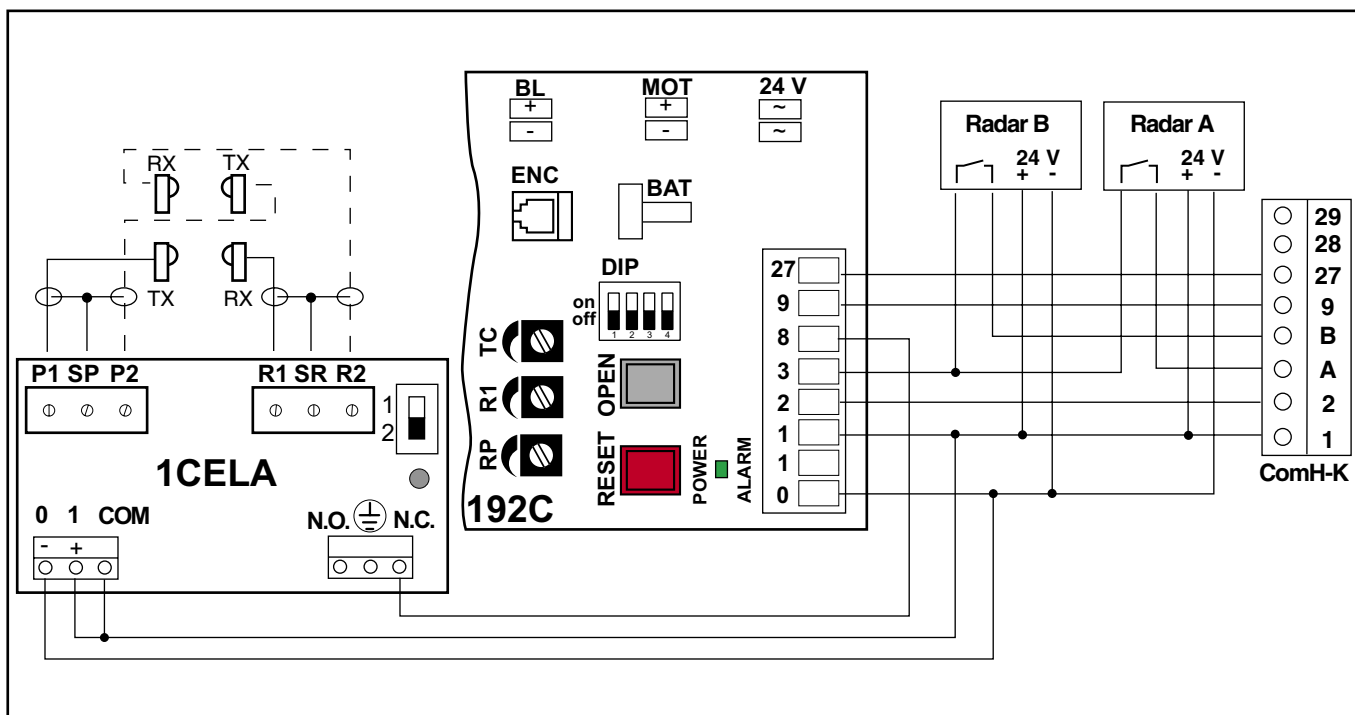 BL
+
-
MOT
+
-
24 V
~
~
ENC
BAT
DIP
on
off
1 2 3 4
TC
R1
RP
OPEN
RESET
POWER
ALARM
192C
27
9
8
3
2
1
1
0
RX TX
TX RX
P1 SP P2
R1 SR R2
1
2
1CELA
0 1 COM
- +
N.O. N.C.
Radar B
24 V
+ -
Radar A
24 V
+ -
29
28
27
9
B
A
2
1
ComH-K